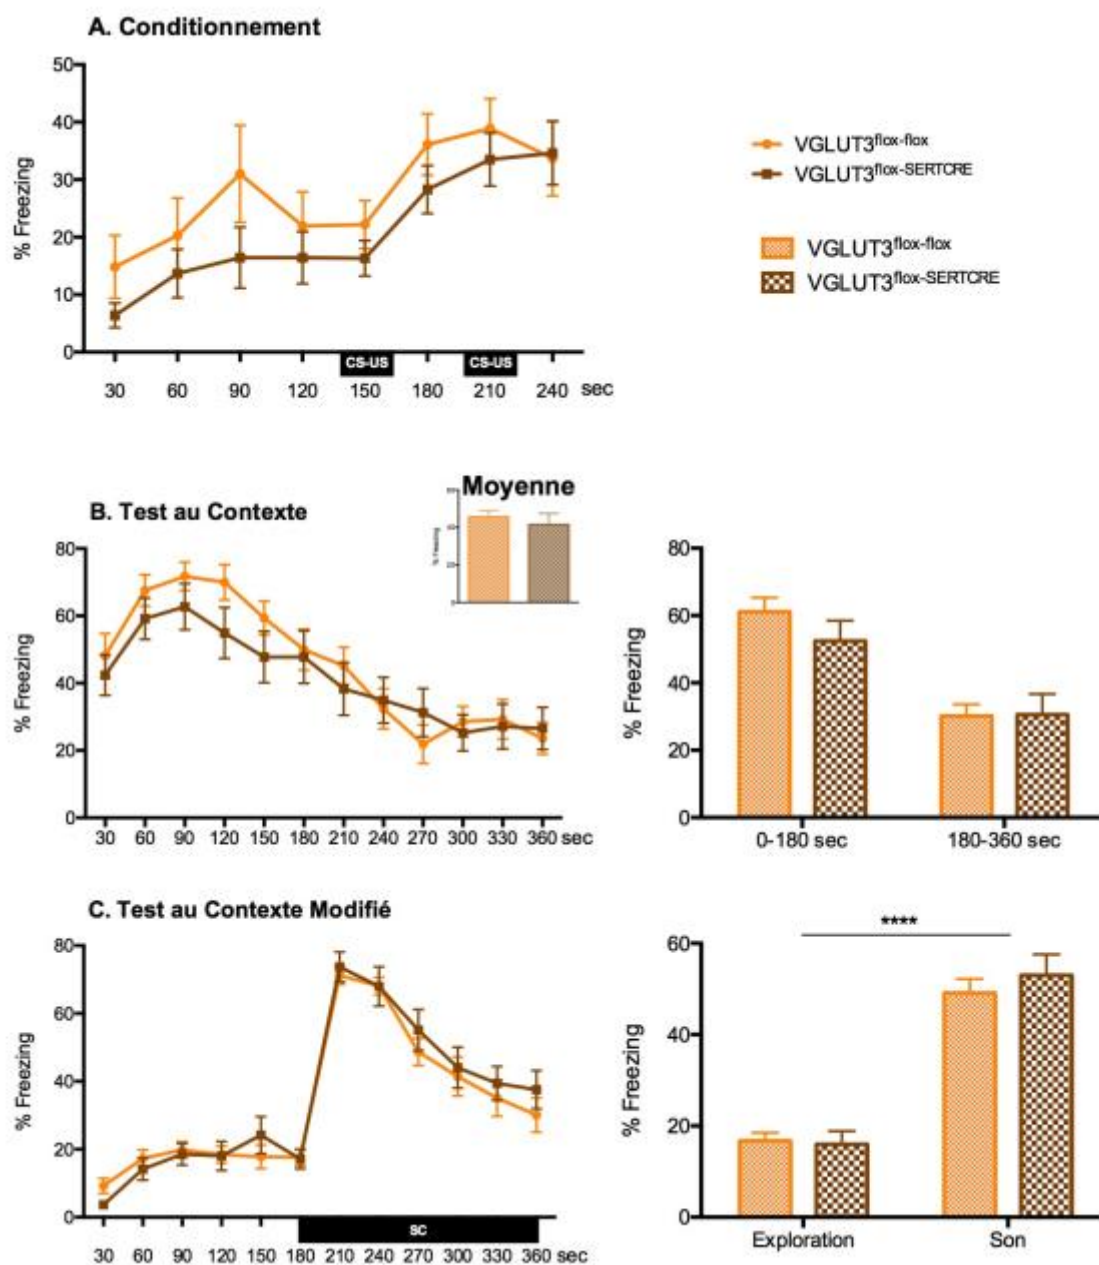 A. Conditionnement
50
40
30
20
10
0
% Freezing
CS-US CS-US
30 60 90 120 150 180 210 240 sec
VGLUT3flox-flox
VGLUT3flox-SERTCRE
VGLUT3flox-flox
VGLUT3flox-SERTCRE
B. Test au Contexte
Moyenne
% Freezing
80
60
40
20
0
% Freezing
30 60 90 120 150 180 210 240 270 300 330 360 sec
80
60
40
20
0
% Freezing
0-180 sec 180-360 sec
C. Test au Contexte Modifié
80
60
40
20
0
% Freezing
SC
30 60 90 120 150 180 210 240 270 300 330 360 sec
****
60
40
20
0
% Freezing
Exploration Son